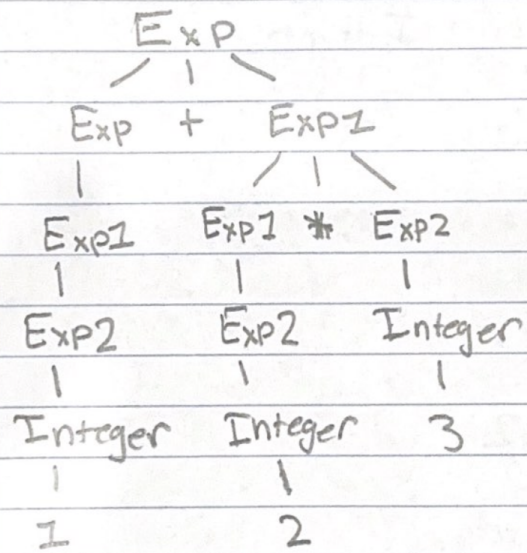 Exp
Exp + Exp1
Exp1 Exp1 * Exp2
Exp2 Exp2 Integer
Integer Integer 3
1 2